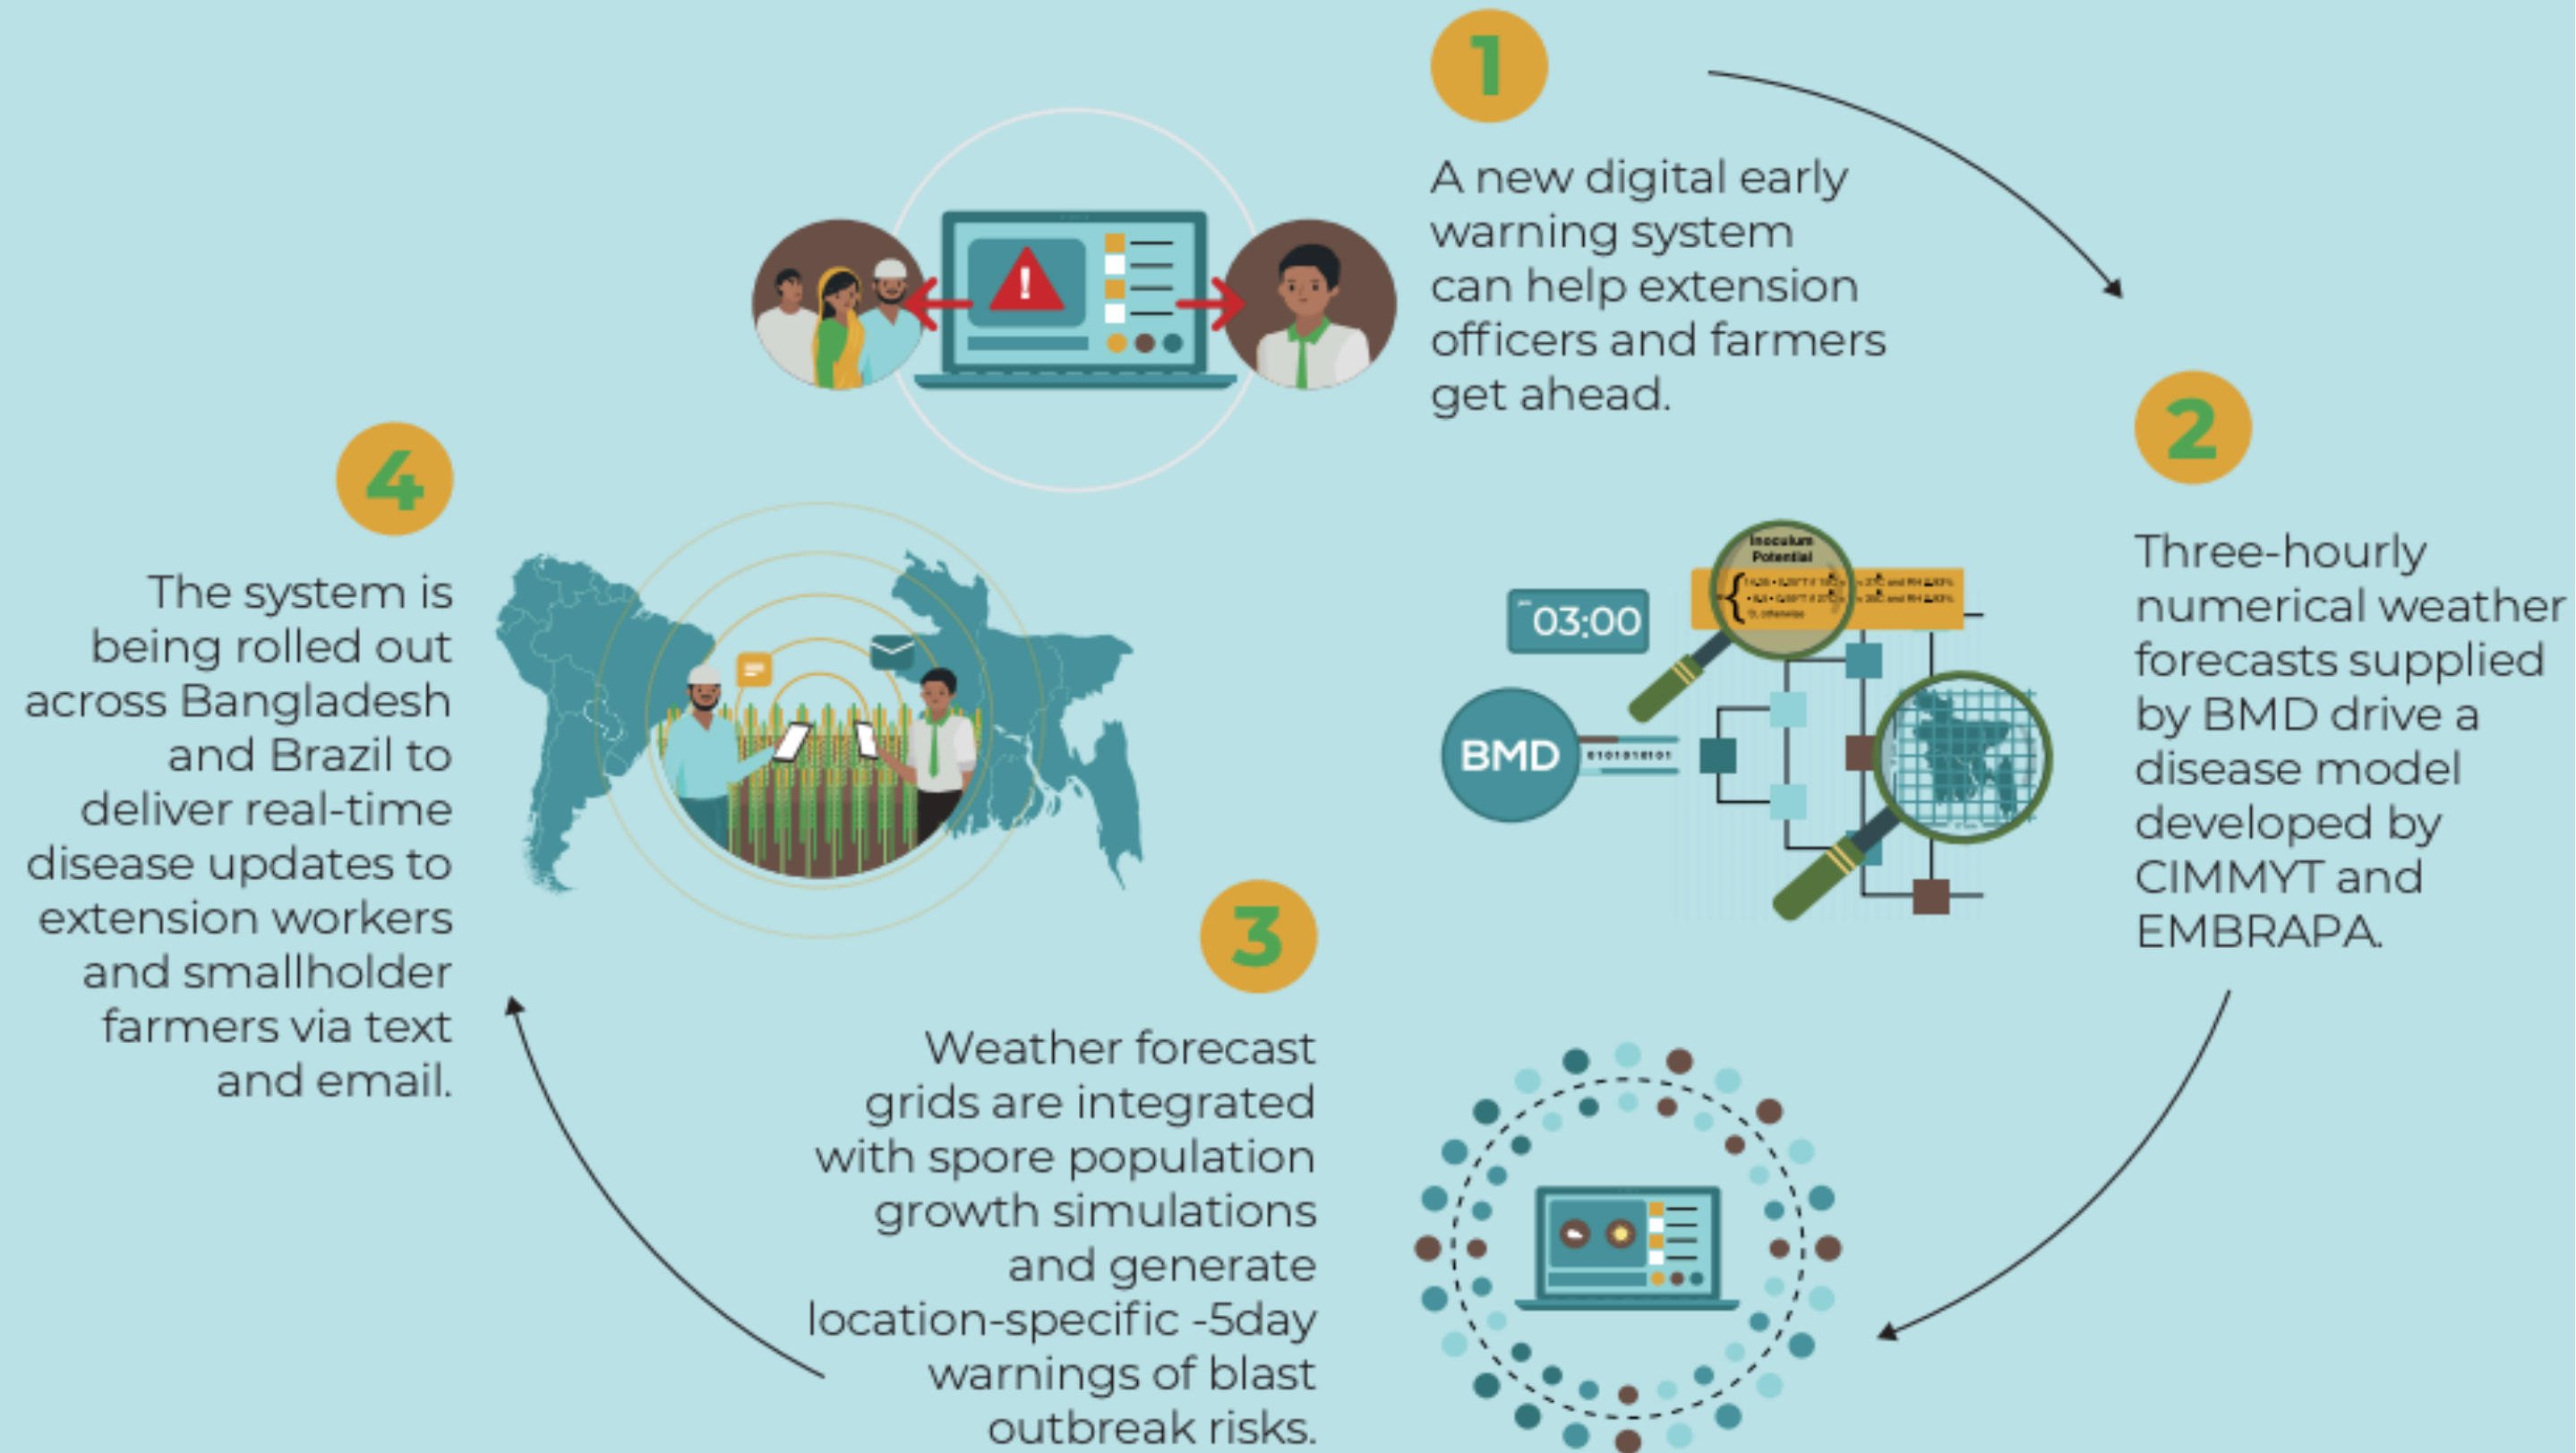 1
A new digital early
warning system
can help extension
officers and farmers
get ahead.
2
Three-hourly
numerical weather
forecasts supplied
by BMD drive a
disease model
developed by
CIMMYT and
EMBRAPA.
Inoculum
Potential
03:00
BMD
0101010101
3
Weather forecast
grids are integrated
with spore population
growth simulations
and generate
location-specific -5day
warnings of blast
outbreak risks.
4
The system is
being rolled out
across Bangladesh
and Brazil to
deliver real-time
disease updates to
extension workers
and smallholder
farmers via text
and email.